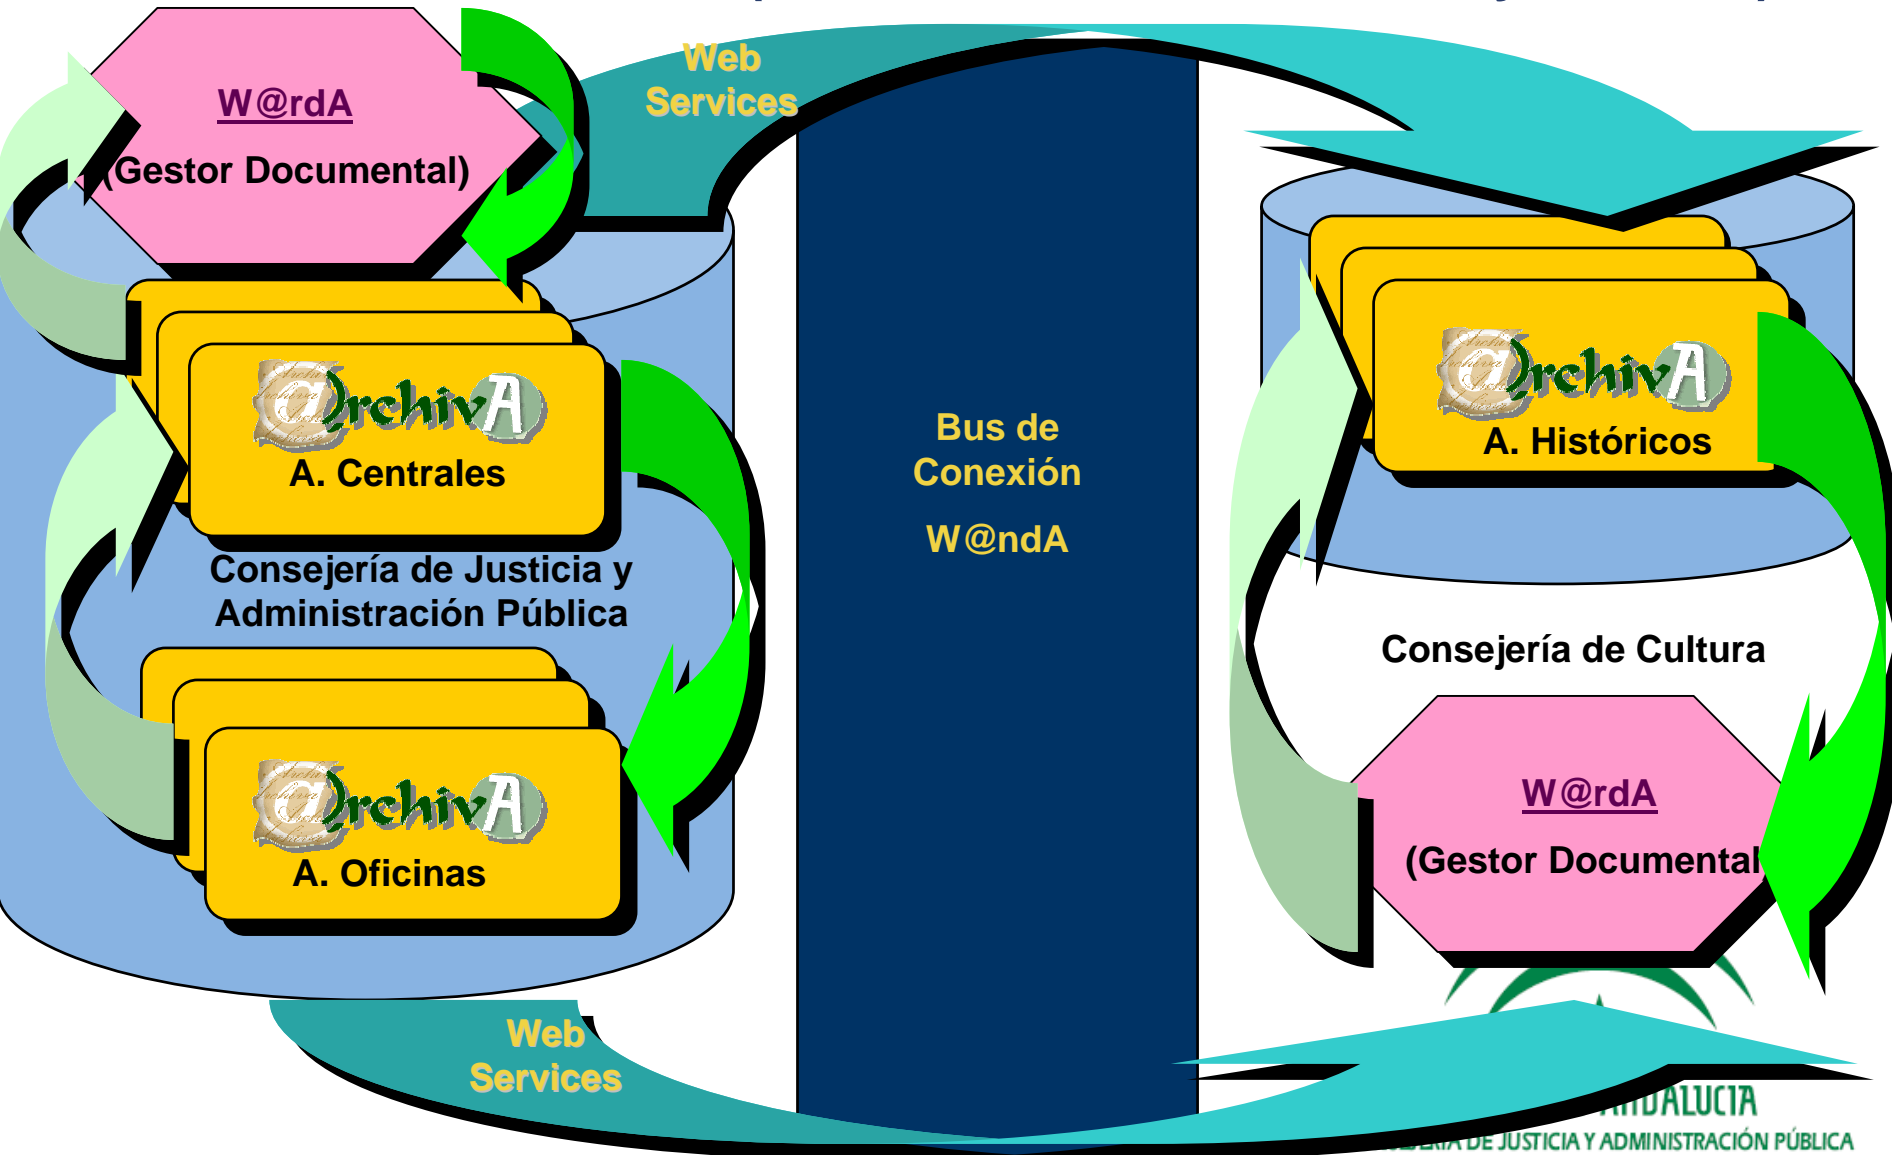 Web
Services
W@rdA
(Gestor Documental)
@rchivA
A. Centrales
Consejería de Justicia y
Administración Pública
@rchivA
A. Oficinas
Bus de
Conexión
W@ndA
@rchivA
A. Históricos
Consejería de Cultura
W@rdA
(Gestor Documental
Web
Services
DE JUSTICIA Y ADMINISTRACIÓN PÚBLICA